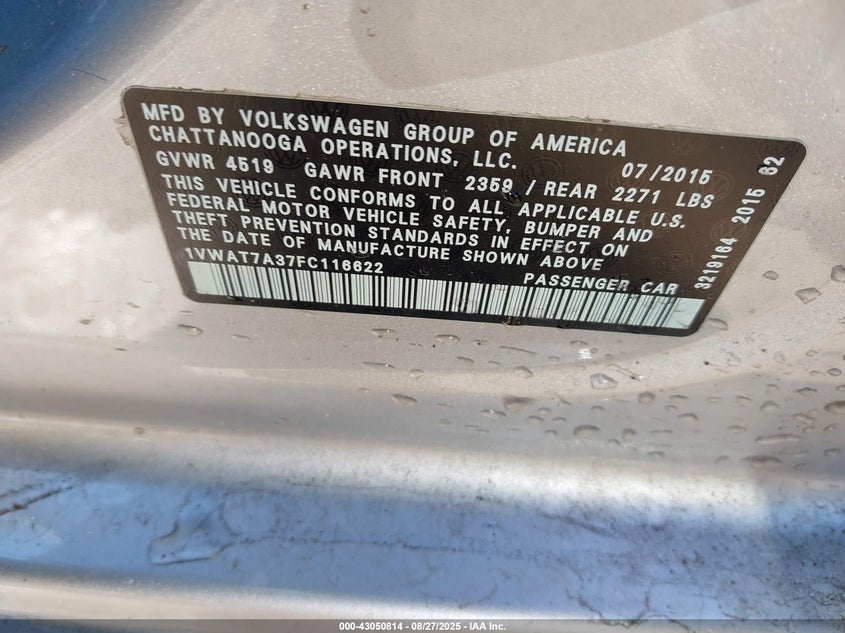 MFD BY VOLKSWAGEN GROUP OF AMERICA
CHATTANOOGA OPERATIONS, LLC. 07/2015
GVWR 4519 GAWR FRONT 2359 / REAR 2271 LBS
THIS VEHICLE CONFORMS TO ALL APPLICABLE U.S.
FEDERAL MOTOR VEHICLE SAFETY, BUMPER AND
THEFT PREVENTION STANDARDS IN EFFECT ON
THE DATE OF MANUFACTURE SHOWN ABOVE
1VWAT7A37FC116622 PASSENGER CAR
3219164 2015 62
000-43050814 - 08/27/2025 - IAA Inc.